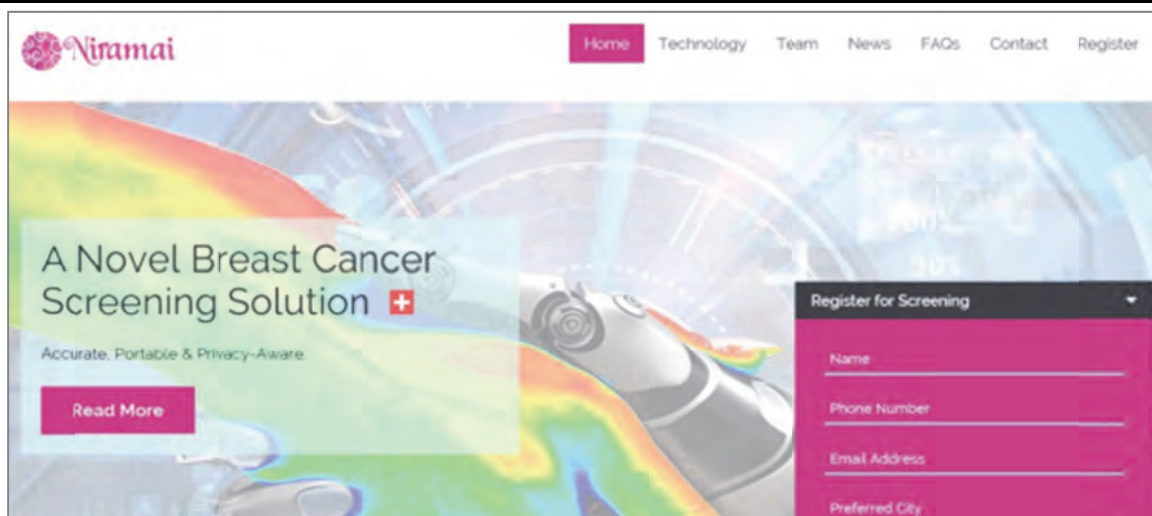 Niramai
Home Technology Team News FAQs Contact Register
A Novel Breast Cancer
Screening Solution
Accurate, Portable & Privacy-Aware.
Read More
Register for Screening
Name
Phone Number
Email Address
Preferred City